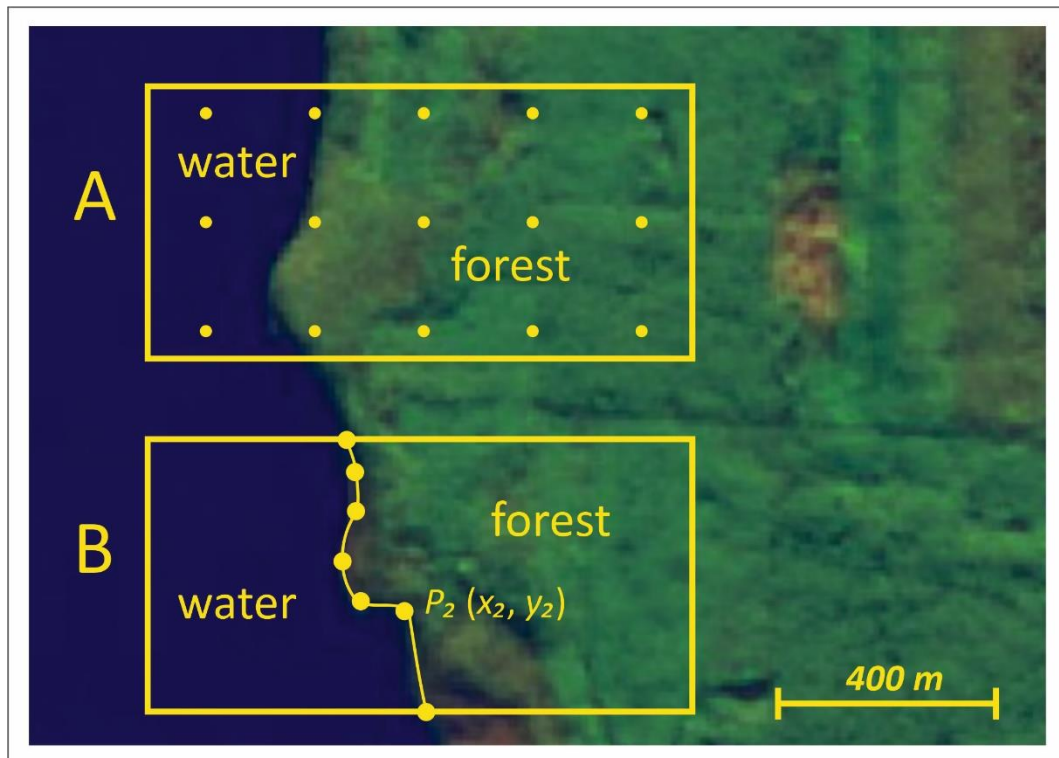 A
water
forest
B
forest
water
P₂ (x₂, y₂)
400 m